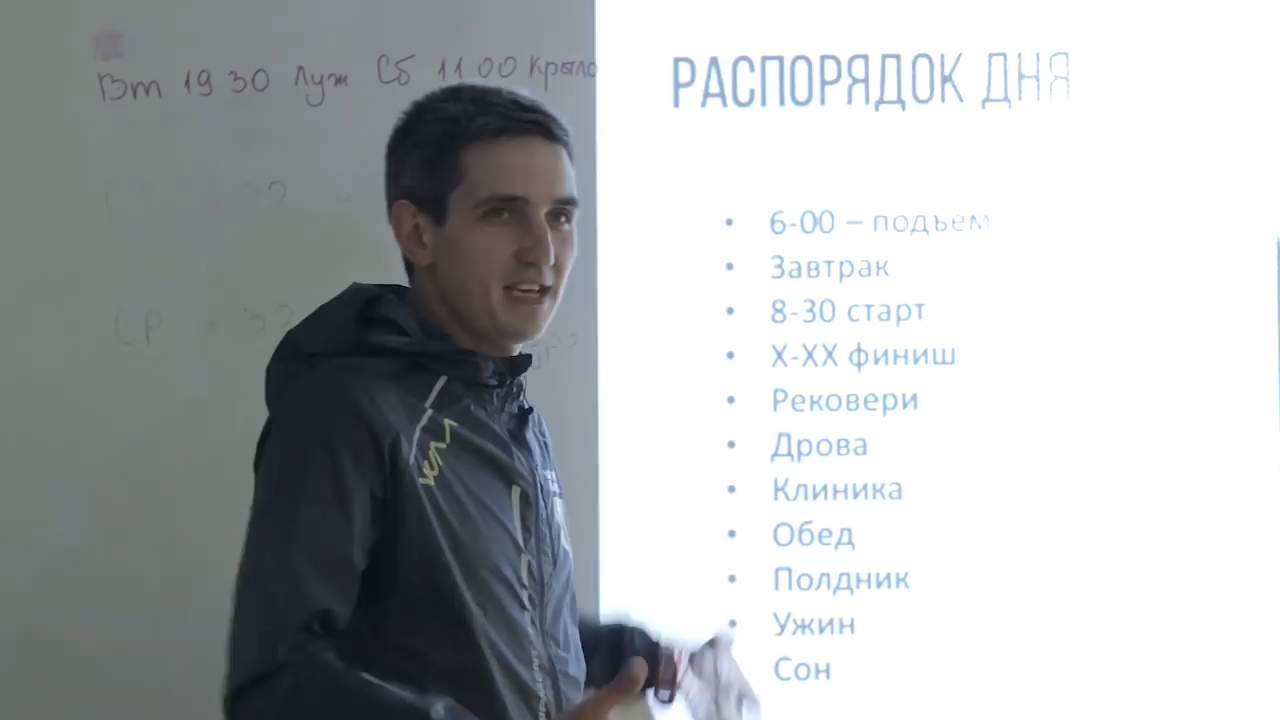 Вт 19 30 Луж Сб 11 00 Крыло
РАСПОРЯДОК ДНЯ
• 6-00 – подъем
• Завтрак
• 8-30 старт
• Х-ХХ финиш
• Рековери
• Дрова
• Клиника
• Обед
• Полдник
• Ужин
Сон